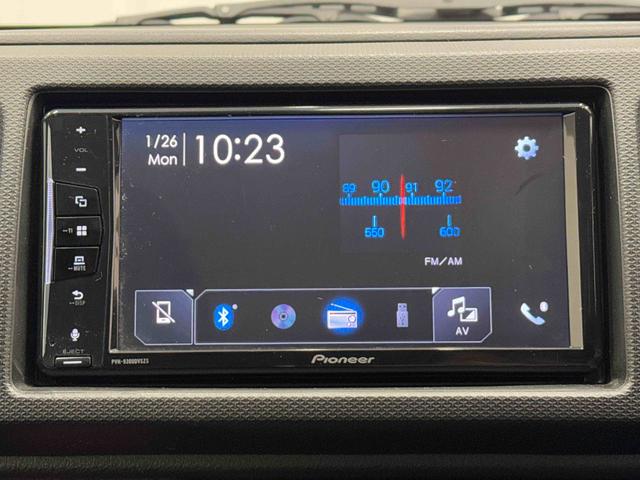 VOL
MUTE
DISP
EJECT
1/26
Mon
10:23
89 90 91 92
550 600
FM/AM
AV
Pioneer